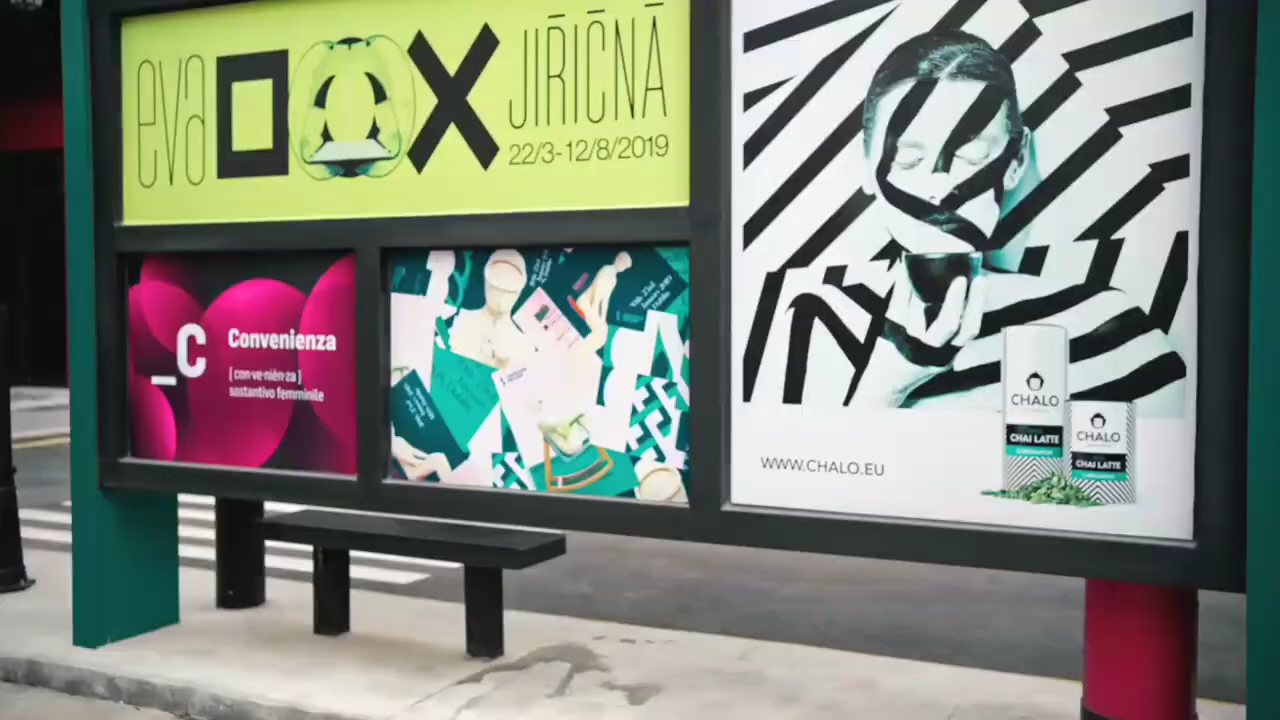 eva
JIŘIČNÁ
22/3-12/8/2019
_C
Convenienza
[con·ve·nièn·za]
sostantivo femminile
WWW.CHALO.EU
CHALO
CHAI LATTE
CHALO
CHAI LATTE